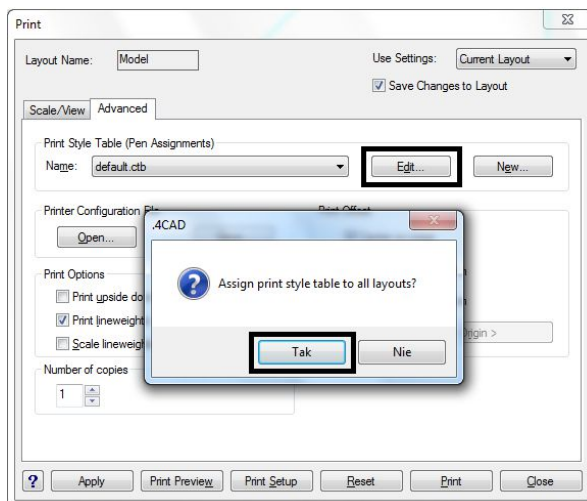 Print
Layout Name: Model
Use Settings: Current Layout
Save Changes to Layout
Scale/View Advanced
Print Style Table (Pen Assignments)
Name: default.ctb Edit... New...
Printer Configuration File
Print Offset
Open...
.4CAD
Assign print style table to all layouts?
Tak Nie
Print Options
Print upside do
Print lineweight
Scale lineweig
Origin >
Number of copies
1
? Apply Print Preview Print Setup Reset Print Close